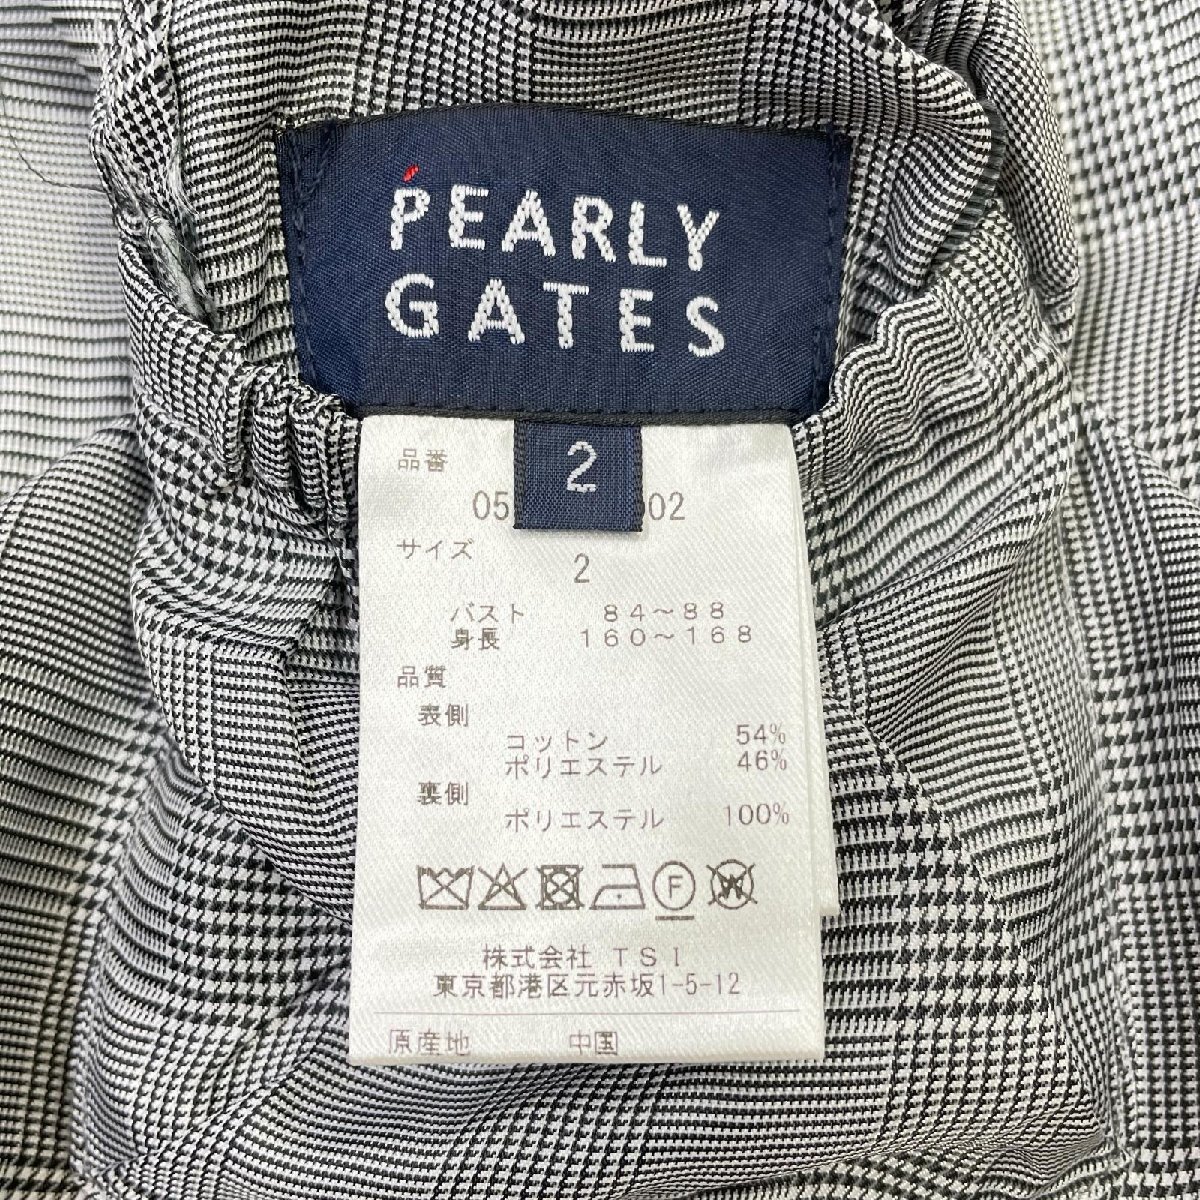 PEARLY
GATES
2
品番
05 002
サイズ
2
バスト 84〜88
身長 160〜168
品質
表側
コットン 54%
ポリエステル 46%
裏側
ポリエステル 100%
F
W
株式会社 TSI
東京都港区元赤坂1-5-12
原産地 中国